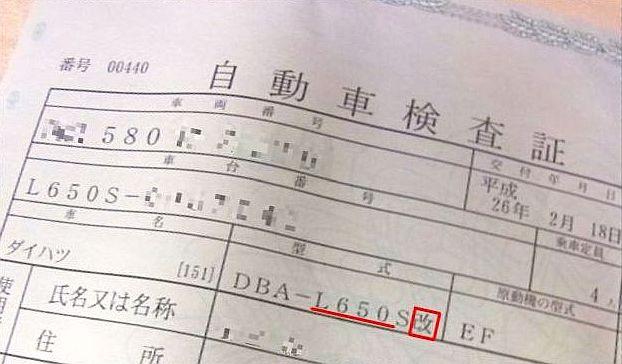 番号 00440
自動車検査証
車両番号
交付年月日
580
平成
26年 2月 18日
車台番号
L650S-
乗車定員
車名
型式
4人
ダイハツ
[151]
DBA-L650S改
原動機の型式
EF
氏名又は名称
使用者
住所